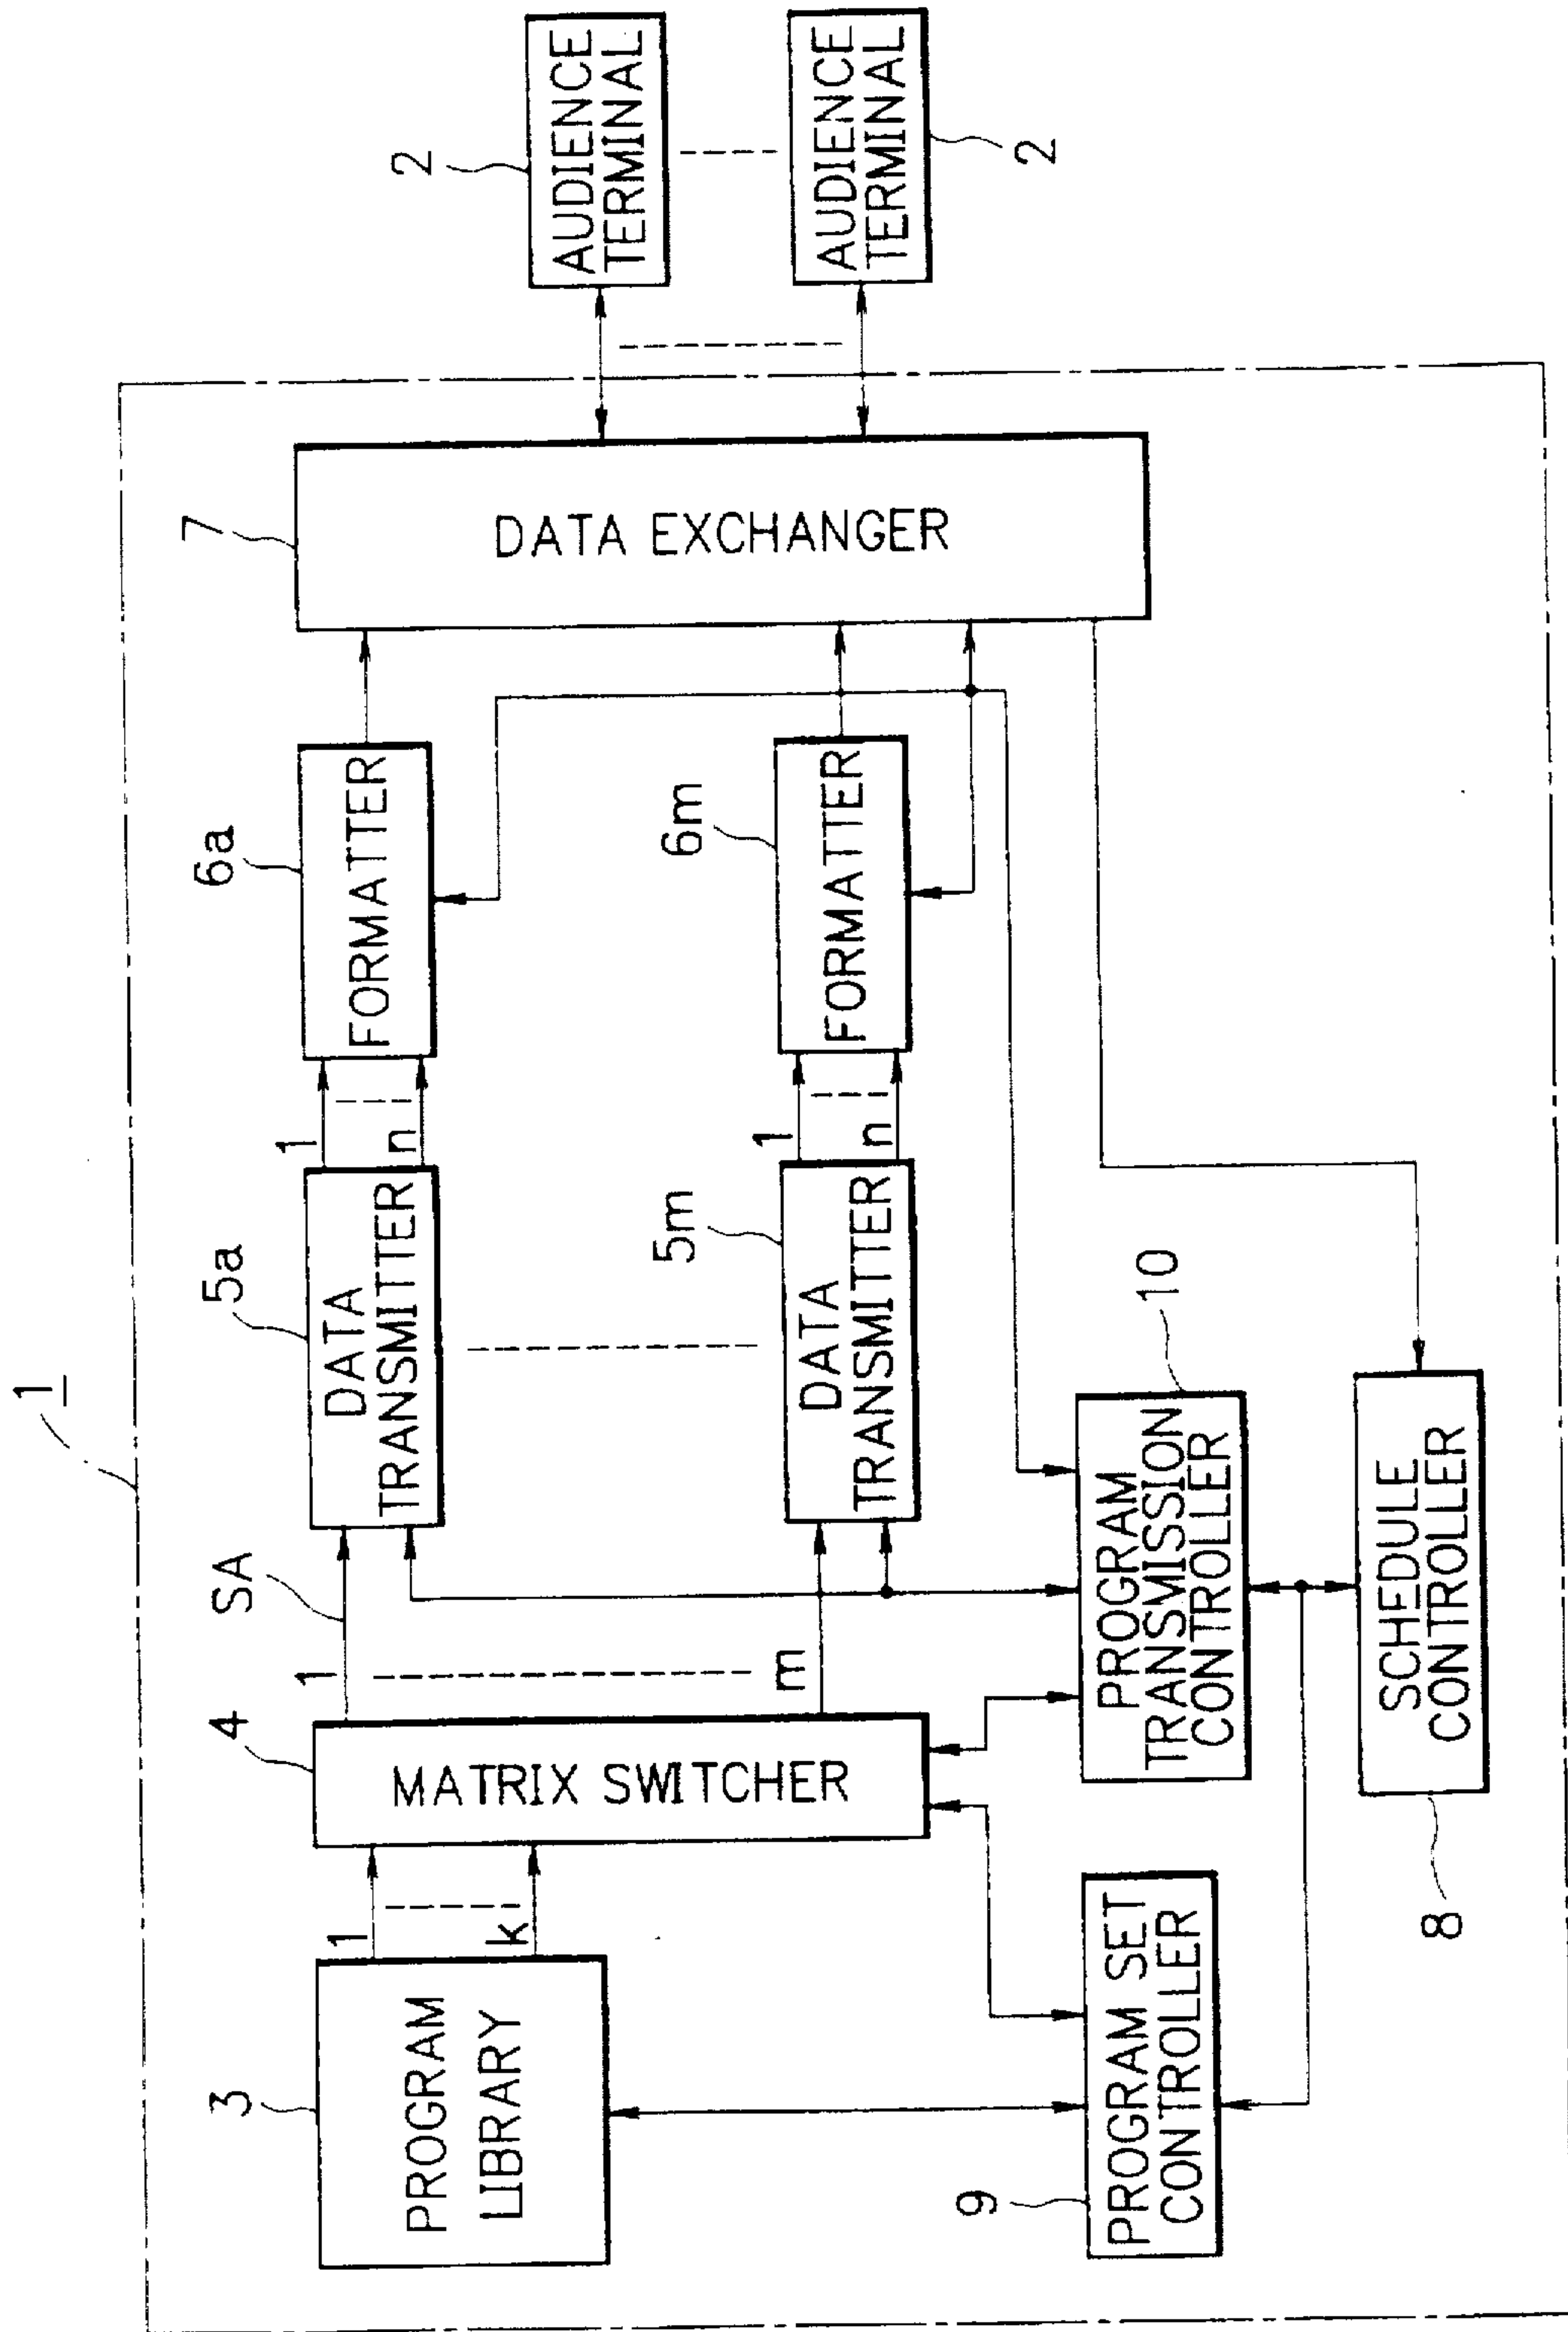 1
3
PROGRAM
LIBRARY
1
k
4
MATRIX SWITCHER
1
m
SA
5a
DATA
TRANSMITTER
1
n
6a
FORMATTER
5m
DATA
TRANSMITTER
1
n
6m
FORMATTER
7
DATA EXCHANGER
2
AUDIENCE
TERMINAL
AUDIENCE
TERMINAL
2
9
PROGRAM SET
CONTROLLER
10
PROGRAM
TRANSMISSION
CONTROLLER
8
SCHEDULE
CONTROLLER